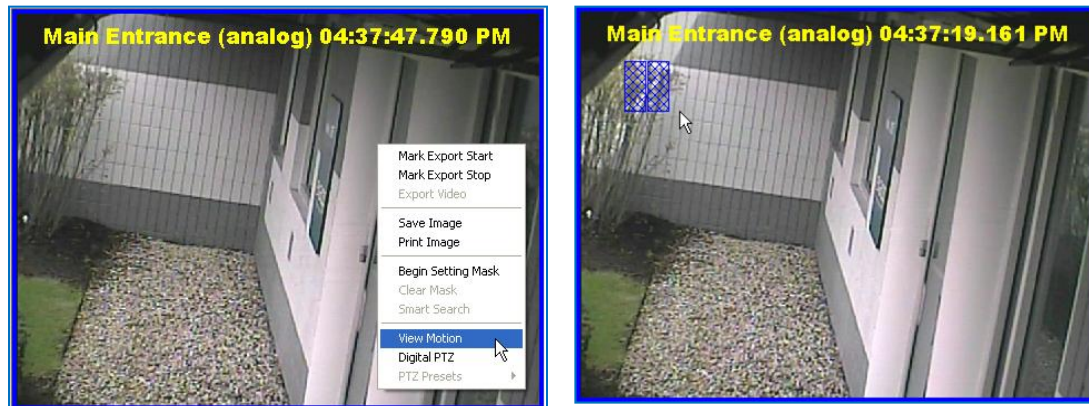 Main Entrance (analog) 04:37:47.790 PM
Mark Export Start
Mark Export Stop
Export Video
Save Image
Print Image
Begin Setting Mask
Clear Mask
Smart Search
View Motion
Digital PTZ
PTZ Presets
Main Entrance (analog) 04:37:19.161 PM